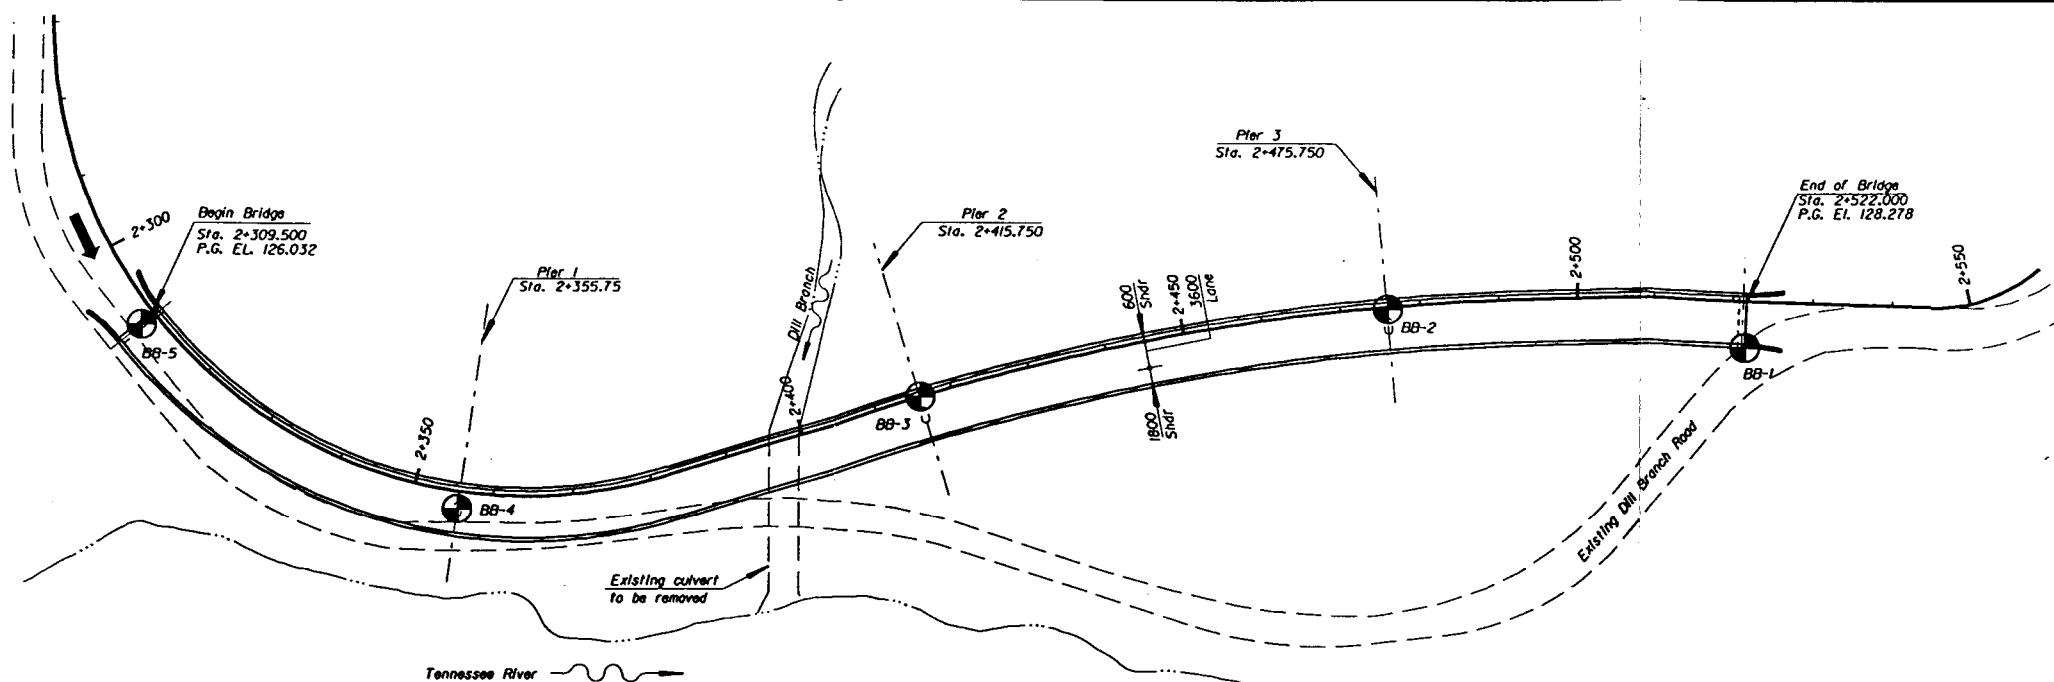 2+300
Begin Bridge
Sta. 2+309.500
P.G. EL. 126.032
BB-5
Pier 1
Sta. 2+355.75
2+350
BB-4
Dill Branch
2+400
Existing culvert
to be removed
Tennessee River
Pier 2
Sta. 2+415.750
BB-3
600
Shdr
2+450
3600
Lane
1800
Shdr
Pier 3
Sta. 2+475.750
BB-2
2+500
End of Bridge
Sta. 2+522.000
P.G. El. 128.278
BB-1
2+550
Existing Dill Branch Road